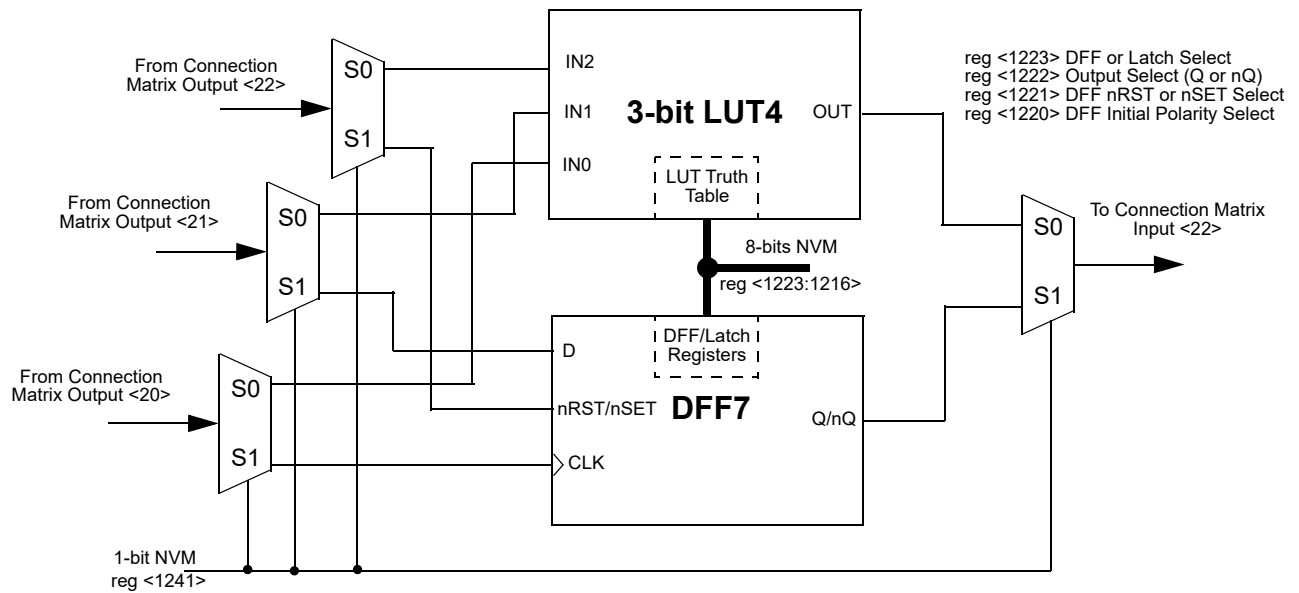 From Connection
Matrix Output <22>
S0
S1
IN2
IN1
IN0
3-bit LUT4
OUT
LUT Truth
Table
reg <1223> DFF or Latch Select
reg <1222> Output Select (Q or nQ)
reg <1221> DFF nRST or nSET Select
reg <1220> DFF Initial Polarity Select
From Connection
Matrix Output <21>
S0
S1
8-bits NVM
reg <1223:1216>
S0
S1
To Connection Matrix
Input <22>
From Connection
Matrix Output <20>
S0
S1
D
nRST/nSET
CLK
DFF/Latch
Registers
DFF7
Q/nQ
1-bit NVM
reg <1241>